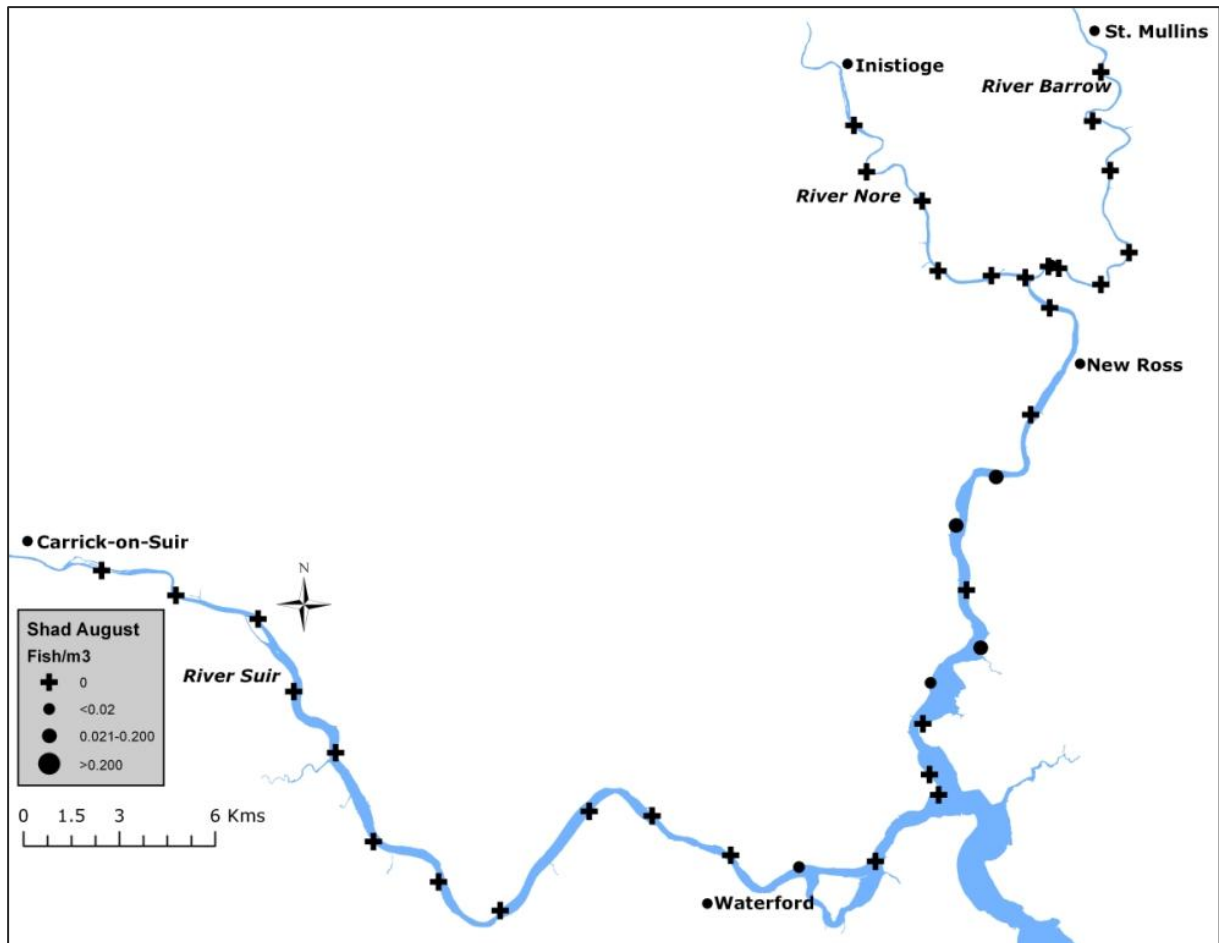 St. Mullins
Inistioge
River Barrow
River Nore
New Ross
Carrick-on-Suir
N
Shad August
Fish/m3
0
<0.02
0.021-0.200
>0.200
River Suir
0 1.5 3 6 Kms
Waterford